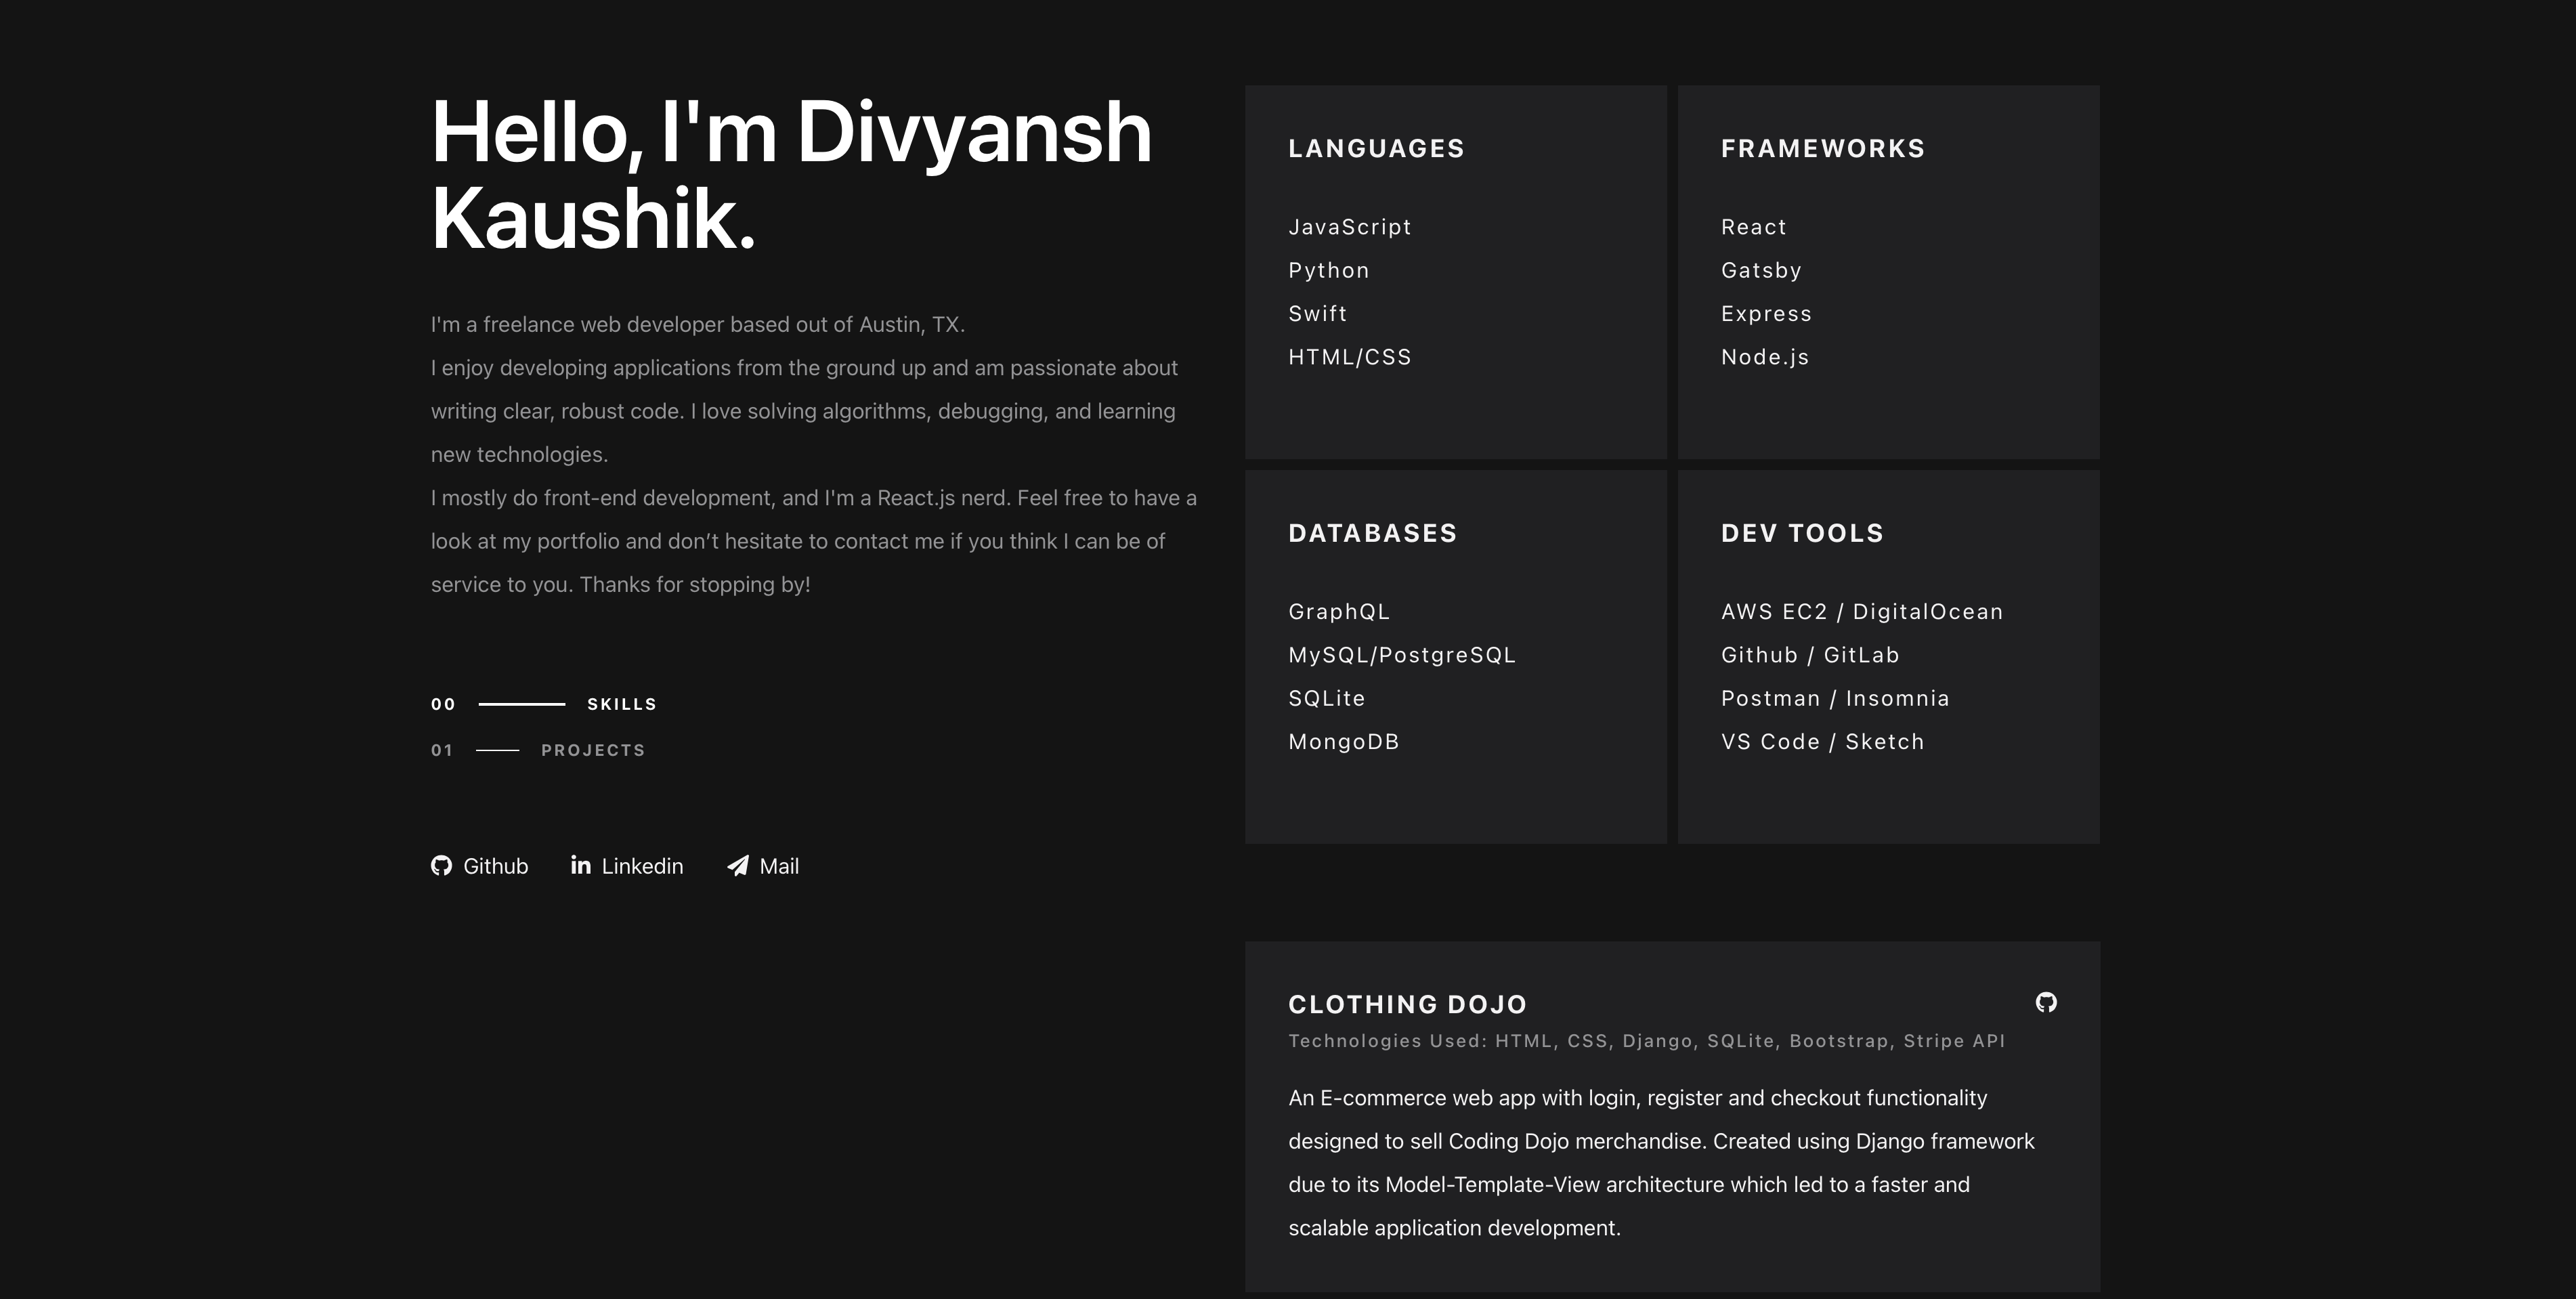 Hello, I'm Divyansh
Kaushik.
I'm a freelance web developer based out of Austin, TX.
I enjoy developing applications from the ground up and am passionate about
writing clear, robust code. I love solving algorithms, debugging, and learning
new technologies.
I mostly do front-end development, and I'm a React.js nerd. Feel free to have a
look at my portfolio and don’t hesitate to contact me if you think I can be of
service to you. Thanks for stopping by!
00 SKILLS
01 PROJECTS
Github Linkedin Mail
LANGUAGES
JavaScript
Python
Swift
HTML/CSS
FRAMEWORKS
React
Gatsby
Express
Node.js
DATABASES
GraphQL
MySQL/PostgreSQL
SQLite
MongoDB
DEV TOOLS
AWS EC2 / DigitalOcean
Github / GitLab
Postman / Insomnia
VS Code / Sketch
CLOTHING DOJO
Technologies Used: HTML, CSS, Django, SQLite, Bootstrap, Stripe API
An E-commerce web app with login, register and checkout functionality
designed to sell Coding Dojo merchandise. Created using Django framework
due to its Model-Template-View architecture which led to a faster and
scalable application development.